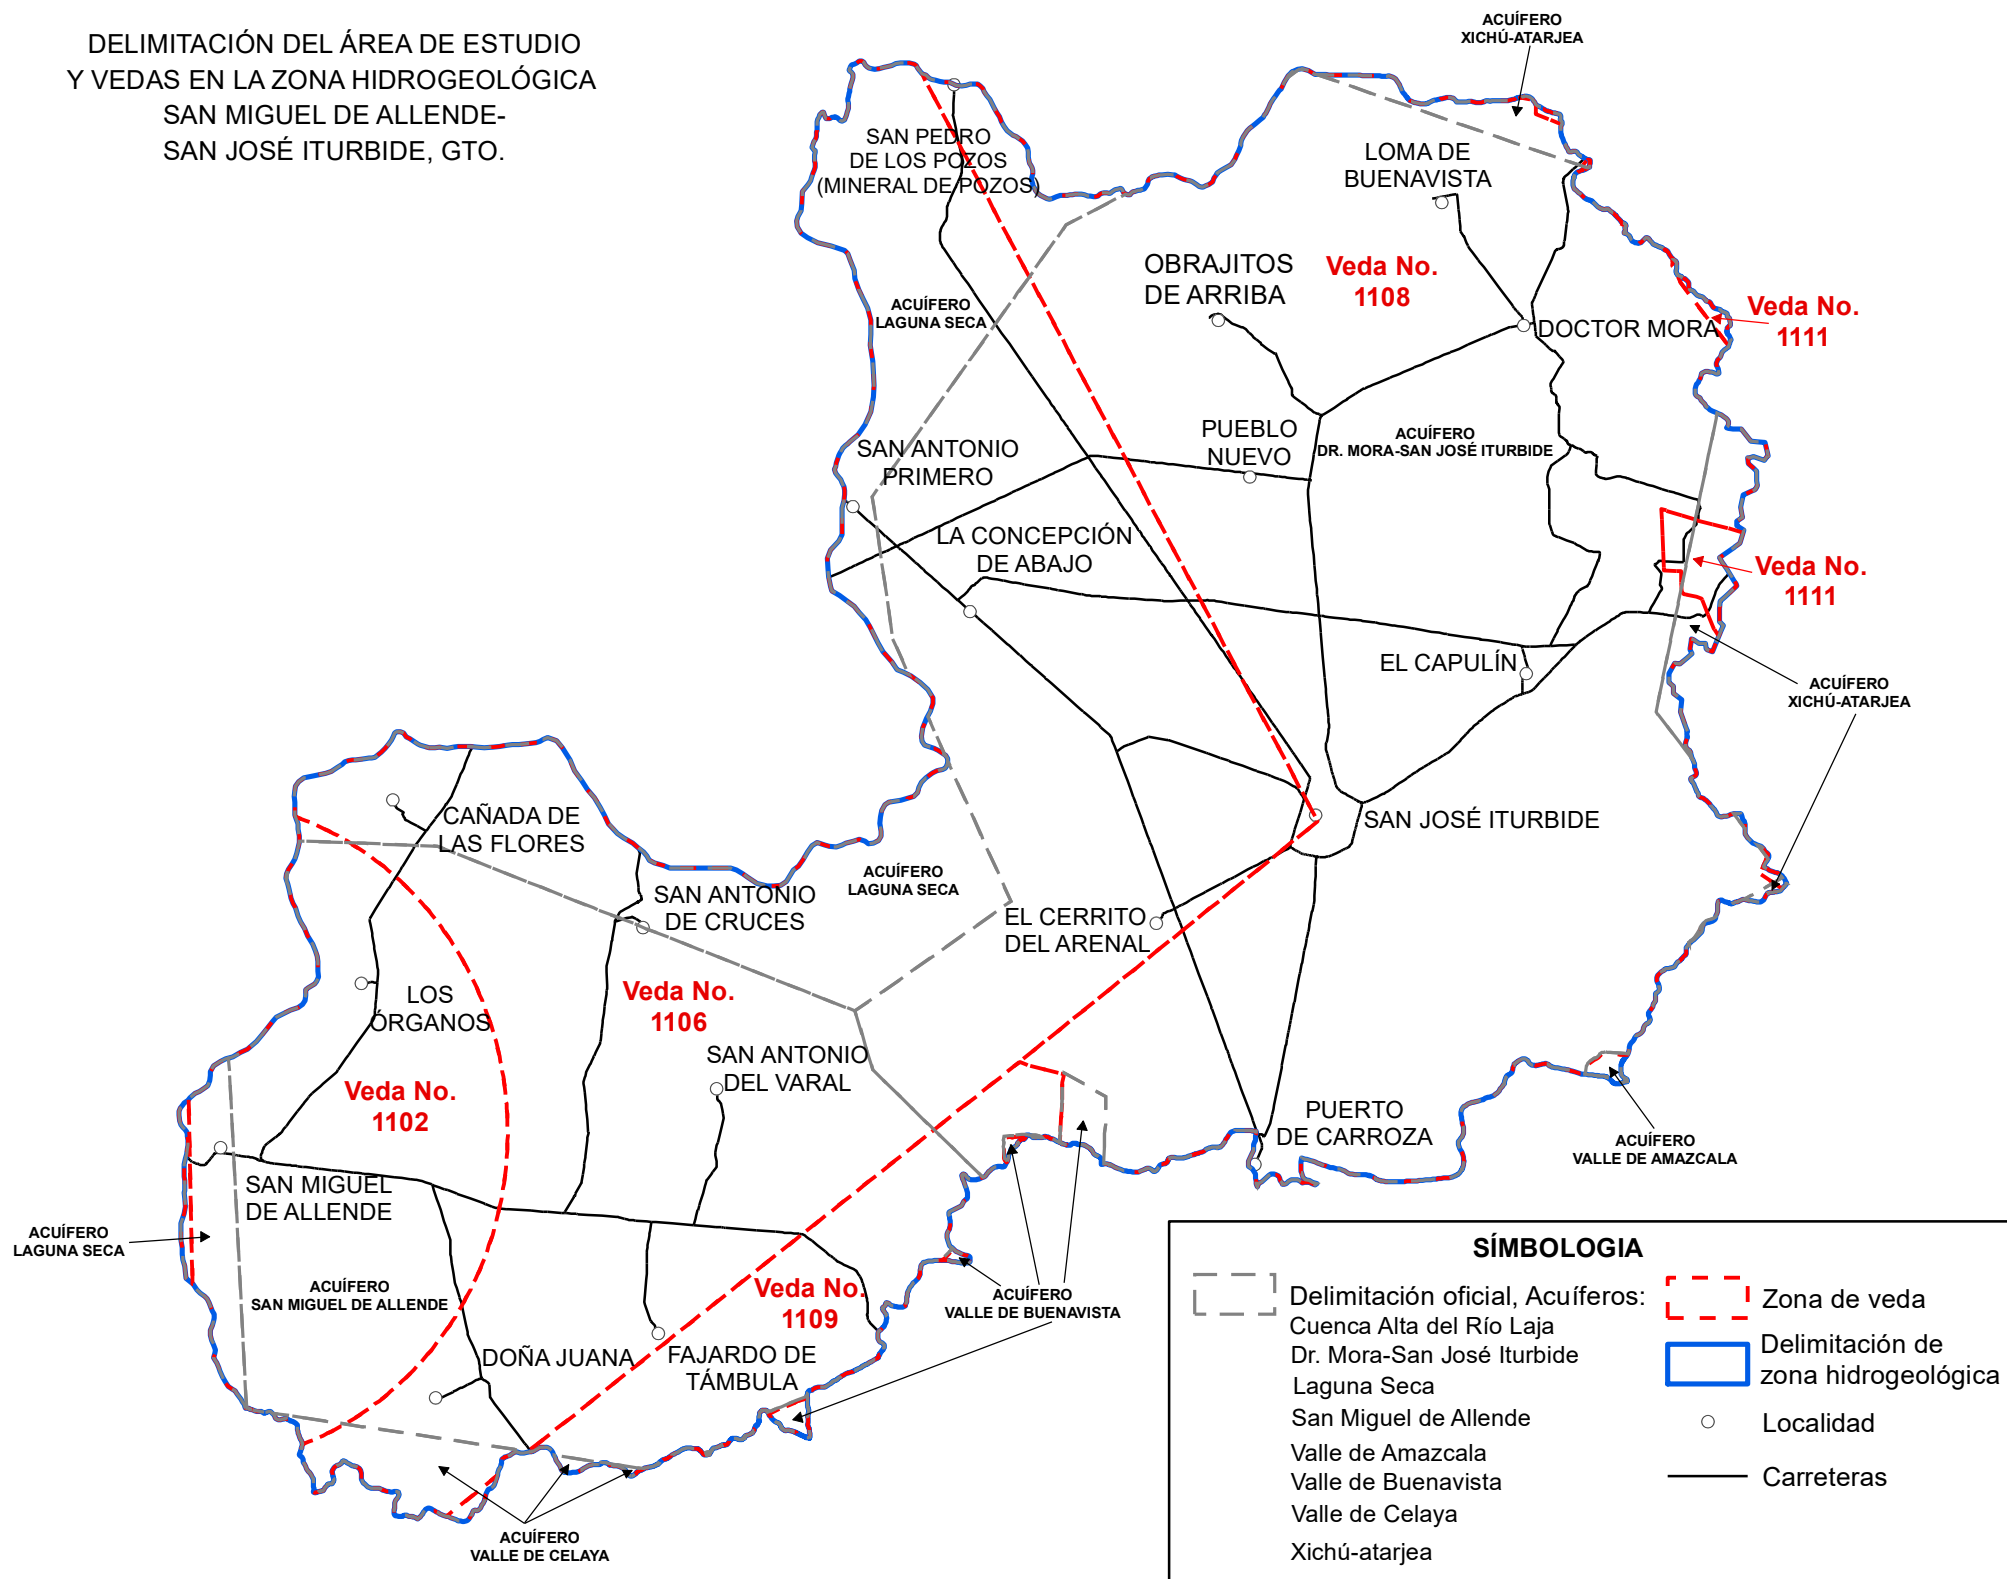 DELIMITACIÓN DEL ÁREA DE ESTUDIO
Y VEDAS EN LA ZONA HIDROGEOLÓGICA
SAN MIGUEL DE ALLENDE-
SAN JOSÉ ITURBIDE, GTO.
ACUÍFERO
XICHÚ-ATARJEA
SAN PEDRO
DE LOS POZOS
(MINERAL DE POZOS)
LOMA DE
BUENAVISTA
OBRAJITOS
DE ARRIBA
Veda No.
1108
ACUÍFERO
LAGUNA SECA
DOCTOR MORA
Veda No.
1111
PUEBLO
NUEVO
ACUÍFERO
DR. MORA-SAN JOSÉ ITURBIDE
SAN ANTONIO
PRIMERO
LA CONCEPCIÓN
DE ABAJO
Veda No.
1111
EL CAPULÍN
ACUÍFERO
XICHÚ-ATARJEA
SAN JOSÉ ITURBIDE
CAÑADA DE
LAS FLORES
ACUÍFERO
LAGUNA SECA
SAN ANTONIO
DE CRUCES
EL CERRITO
DEL ARENAL
LOS
ÓRGANOS
Veda No.
1106
SAN ANTONIO
DEL VARAL
Veda No.
1102
PUERTO
DE CARROZA
ACUÍFERO
VALLE DE AMAZCALA
SAN MIGUEL
DE ALLENDE
ACUÍFERO
LAGUNA SECA
ACUÍFERO
SAN MIGUEL DE ALLENDE
Veda No.
1109
ACUÍFERO
VALLE DE BUENAVISTA
DOÑA JUANA
FAJARDO DE
TÁMBULA
ACUÍFERO
VALLE DE CELAYA
SÍMBOLOGIA
Delimitación oficial, Acuíferos:
Cuenca Alta del Río Laja
Dr. Mora-San José Iturbide
Laguna Seca
San Miguel de Allende
Valle de Amazcala
Valle de Buenavista
Valle de Celaya
Xichú-atarjea
Zona de veda
Delimitación de
zona hidrogeológica
Localidad
Carreteras